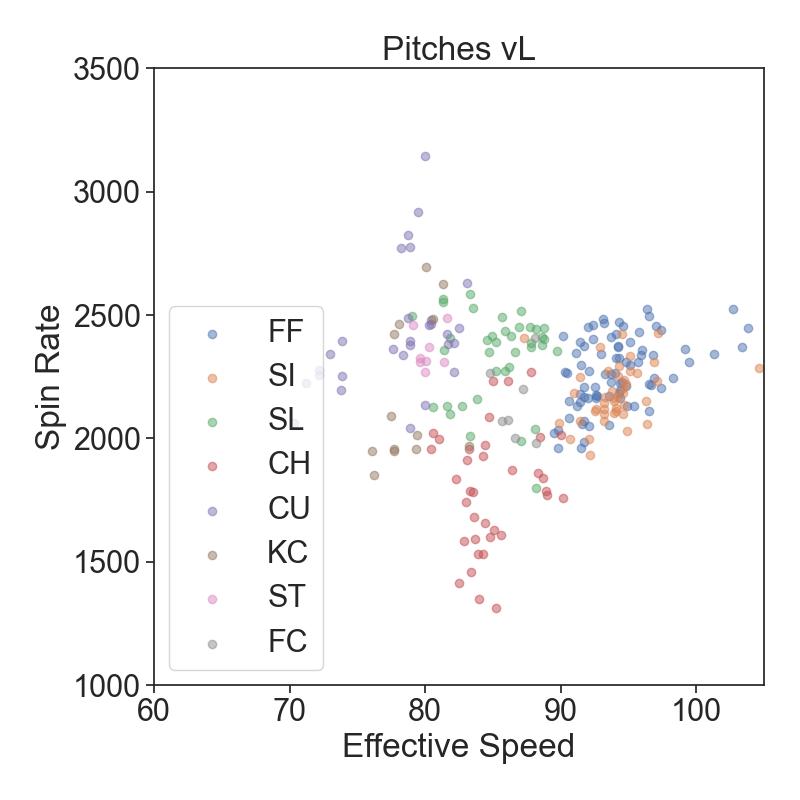 Pitches vL
3500
3000
2500
2000
1500
1000
Spin Rate
FF
SI
SL
CH
CU
KC
ST
FC
60 70 80 90 100
Effective Speed